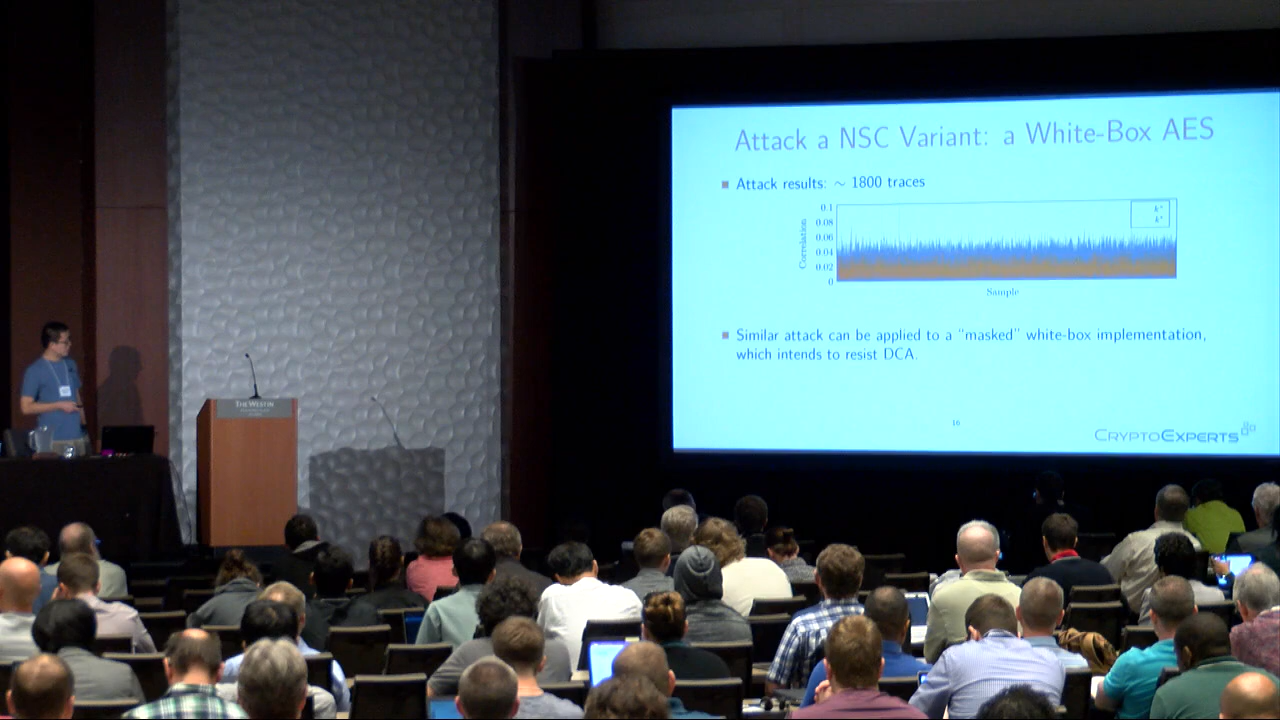 Attack a NSC Variant: a White-Box AES
Attack results: ∼ 1800 traces
0.1
0.08
0.06
0.04
0.02
0
Correlation
Sample
Similar attack can be applied to a “masked” white-box implementation,
which intends to resist DCA.
16
CRYPTOEXPERTS
THE WESTIN